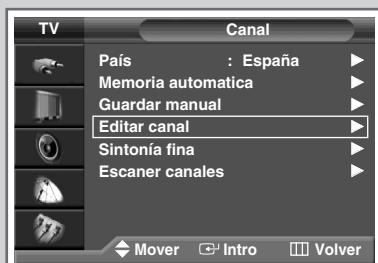 TV Canal
País : España
Memoria automatica
Guardar manual
Editar canal
Sintonía fina
Escaner canales
Mover Intro Volver